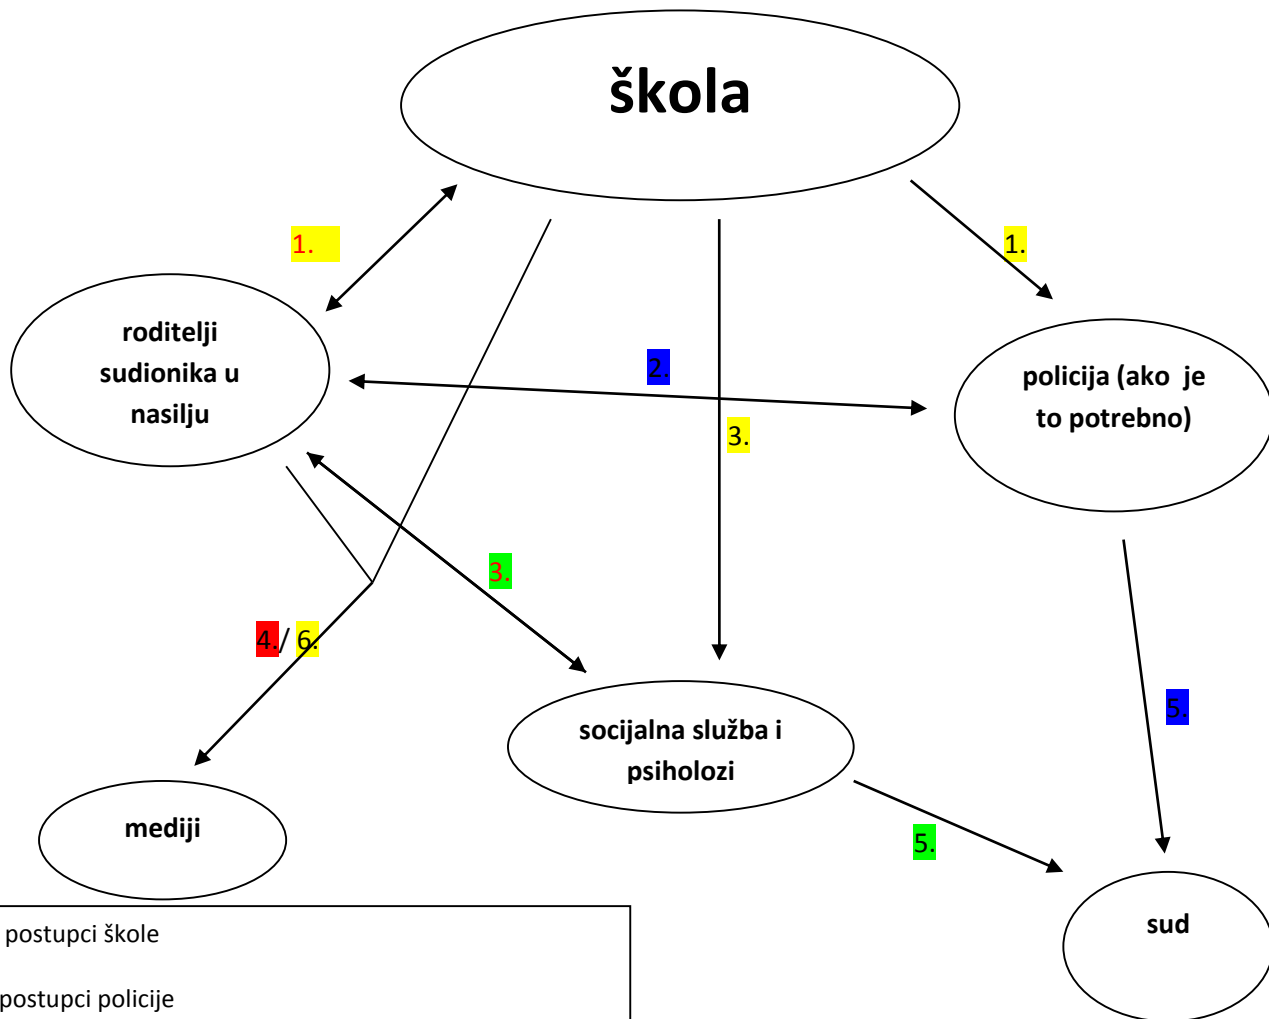 škola
1.
1.
roditelji
sudionika u
nasilju
2.
policija (ako je
to potrebno)
3.
3.
4./ 6.
socijalna služba i
psiholozi
5.
mediji
5.
sud
postupci škole
postupci policije